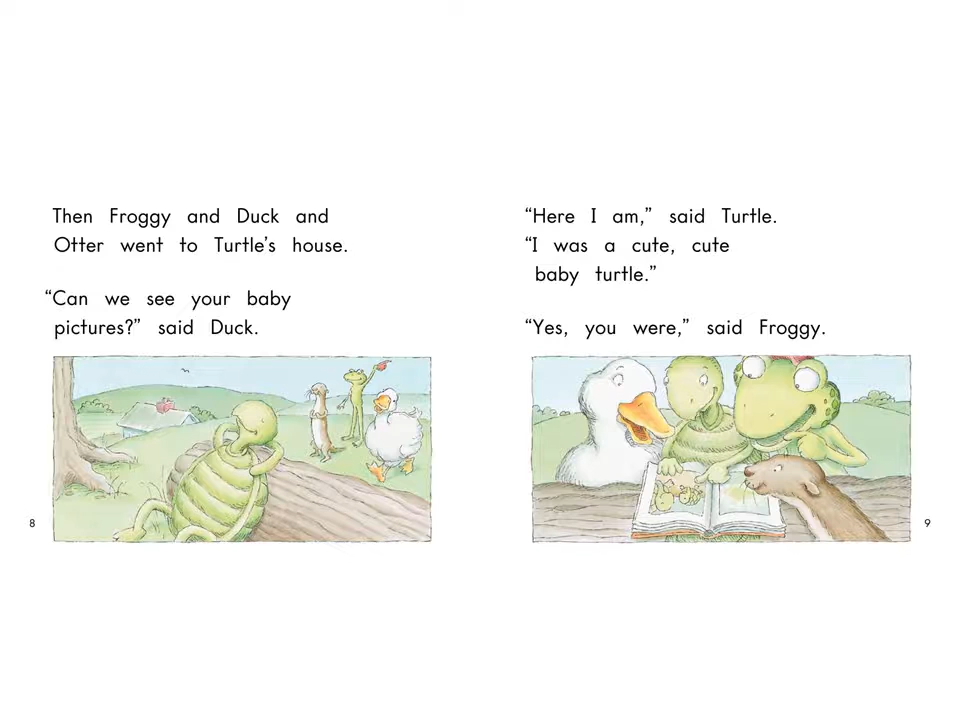 Then Froggy and Duck and
Otter went to Turtle’s house.
“Can we see your baby
pictures?” said Duck.
8
“Here I am,” said Turtle.
“I was a cute, cute
baby turtle.”
“Yes, you were,” said Froggy.
9